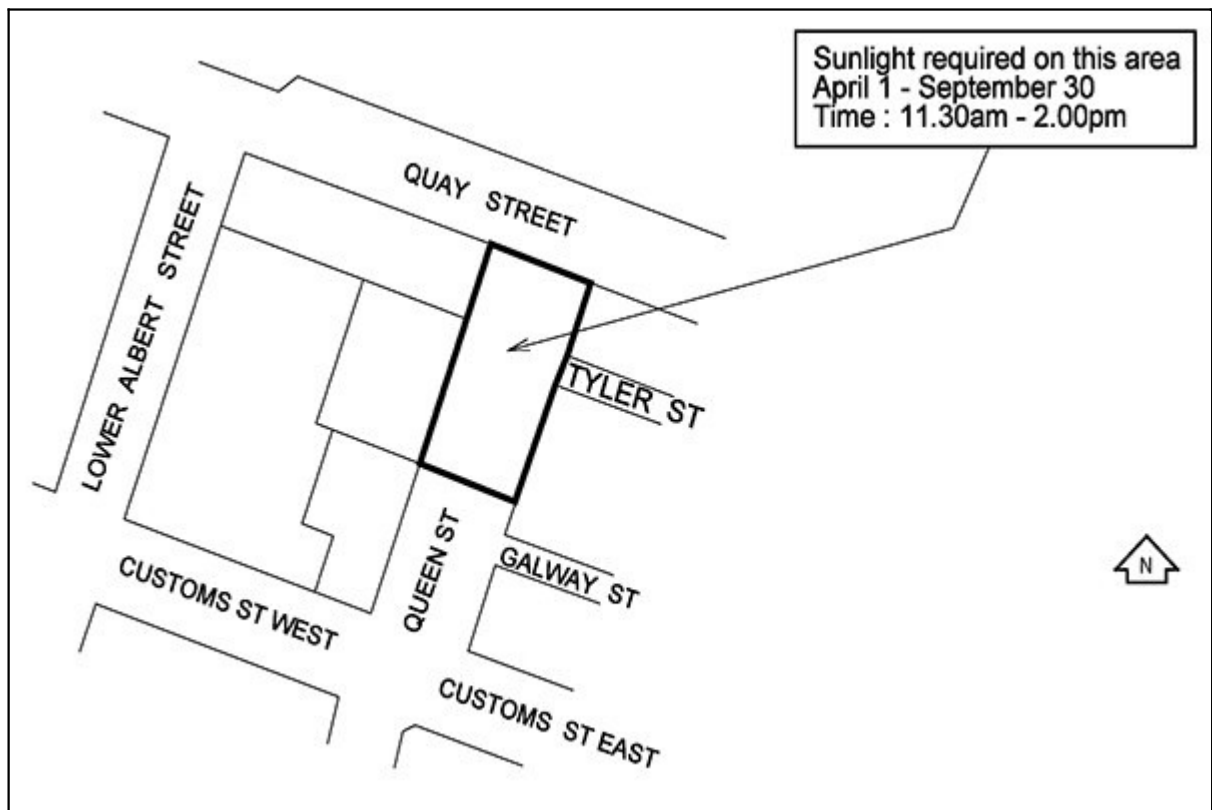 Sunlight required on this area
April 1 - September 30
Time : 11.30am - 2.00pm
QUAY STREET
LOWER ALBERT STREET
TYLER ST
QUEEN ST
GALWAY ST
N
CUSTOMS ST WEST
CUSTOMS ST EAST